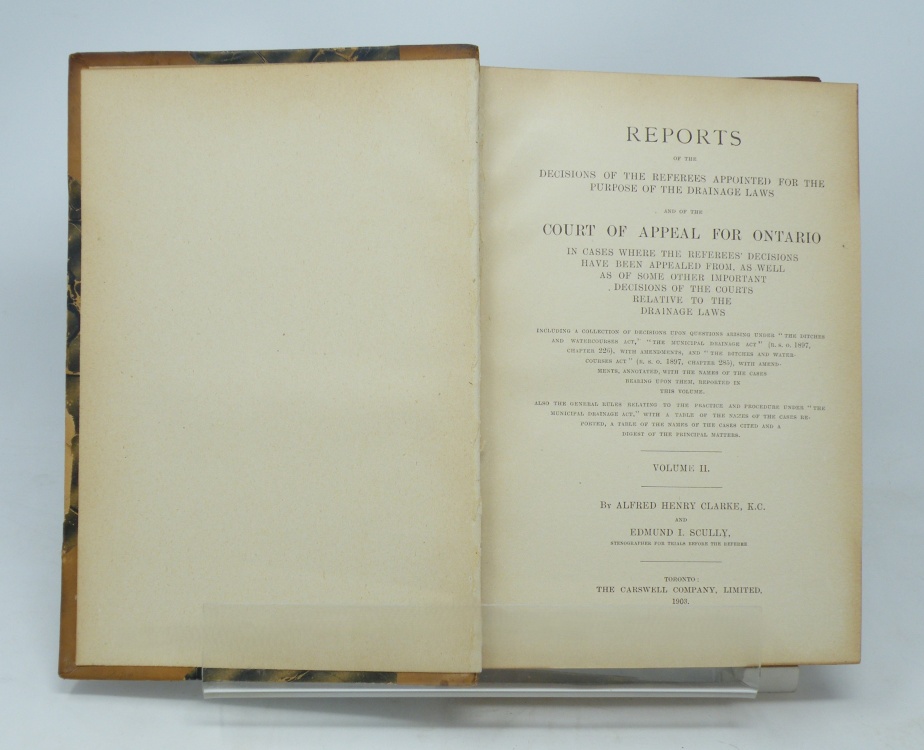 REPORTS
OF THE
DECISIONS OF THE REFEREES APPOINTED FOR THE
PURPOSE OF THE DRAINAGE LAWS
AND OF THE
COURT OF APPEAL FOR ONTARIO
IN CASES WHERE THE REFEREES' DECISIONS
HAVE BEEN APPEALED FROM, AS WELL
AS OF SOME OTHER IMPORTANT
DECISIONS OF THE COURTS
RELATIVE TO THE
DRAINAGE LAWS
INCLUDING A COLLECTION OF DECISIONS UPON QUESTIONS ARISING UNDER "THE DITCHES
AND WATERCOURSES ACT," "THE MUNICIPAL DRAINAGE ACT" (R. S. O. 1897,
CHAPTER 226), WITH AMENDMENTS, AND "THE DITCHES AND WATER-
COURSES ACT" (R. S. O. 1897, CHAPTER 285), WITH AMEND-
MENTS, ANNOTATED, WITH THE NAMES OF THE CASES
BEARING UPON THEM, REPORTED IN
THIS VOLUME.
ALSO THE GENERAL RULES RELATING TO THE PRACTICE AND PROCEDURE UNDER "THE
MUNICIPAL DRAINAGE ACT," WITH A TABLE OF THE NAMES OF THE CASES RE-
PORTED, A TABLE OF THE NAMES OF THE CASES CITED AND A
DIGEST OF THE PRINCIPAL MATTERS.
VOLUME II.
BY ALFRED HENRY CLARKE, K.C.
AND
EDMUND I. SCULLY,
STENOGRAPHER FOR TRIALS BEFORE THE REFEREE
TORONTO:
THE CARSWELL COMPANY, LIMITED.
1903.